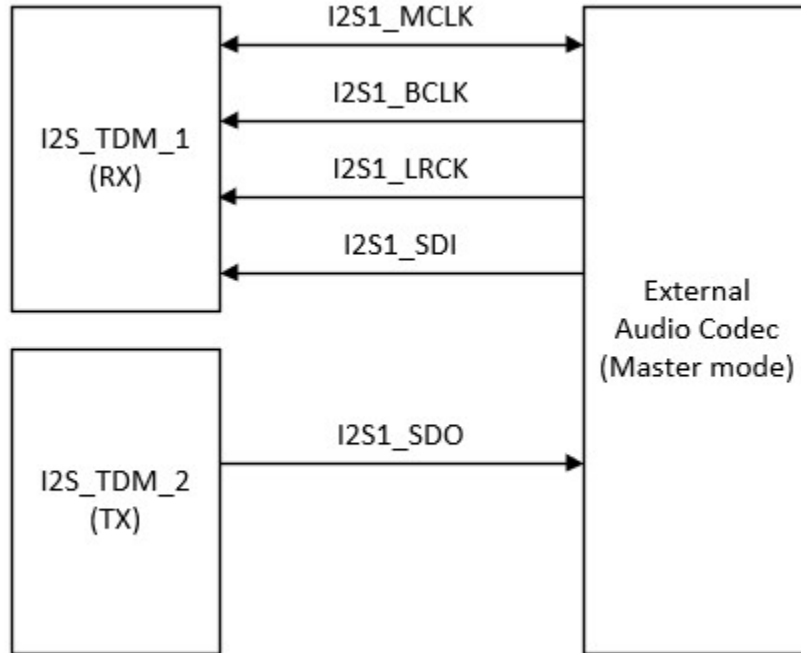 I2S1_MCLK
I2S1_BCLK
I2S_TDM_1
(RX)
I2S1_LRCK
I2S1_SDI
External
Audio Codec
(Master mode)
I2S1_SDO
I2S_TDM_2
(TX)